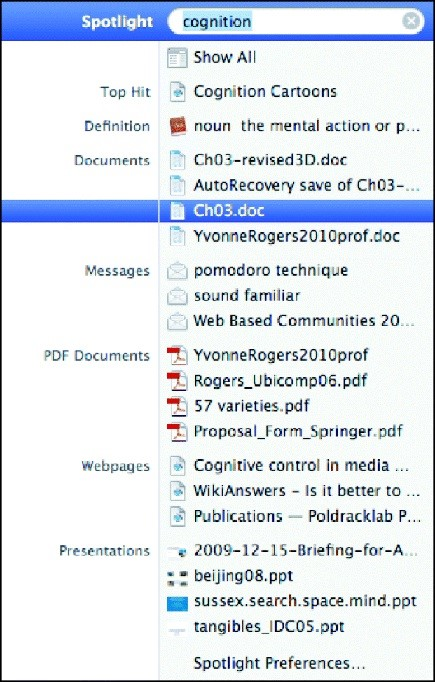 Spotlight cognition
Show All
Top Hit Cognition Cartoons
Definition noun the mental action or p...
Documents Ch03-revised3D.doc
AutoRecovery save of Ch03-...
Ch03.doc
YvonneRogers2010prof.doc
Messages pomodoro technique
sound familiar
Web Based Communities 20...
PDF Documents YvonneRogers2010prof
Rogers_Ubicomp06.pdf
57 varieties.pdf
Proposal_Form_Springer.pdf
Webpages Cognitive control in media ...
WikiAnswers – Is it better to ...
Publications — Poldracklab P...
Presentations 2009-12-15-Briefing-for-A...
beijing08.ppt
sussex.search.space.mind.ppt
tangibles_IDC05.ppt
Spotlight Preferences...